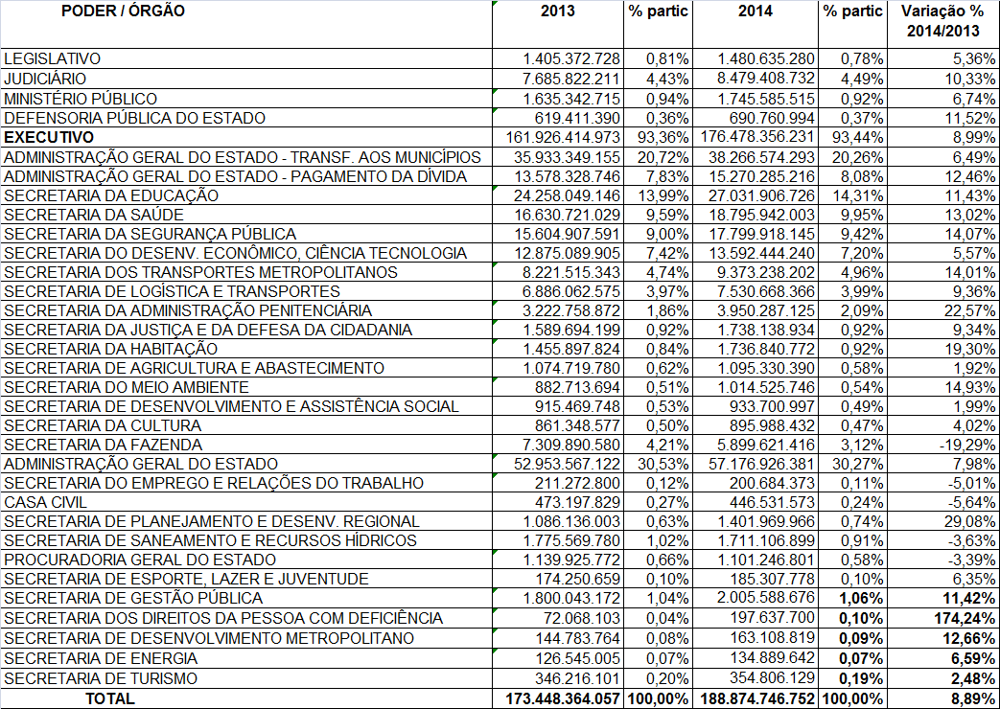 PODER / ÓRGÃO 2013 % partic 2014 % partic Variação % 2014/2013
LEGISLATIVO 1.405.372.728 0,81% 1.480.635.280 0,78% 5,36%
JUDICIÁRIO 7.685.822.211 4,43% 8.479.408.732 4,49% 10,33%
MINISTÉRIO PÚBLICO 1.635.342.715 0,94% 1.745.585.515 0,92% 6,74%
DEFENSORIA PÚBLICA DO ESTADO 619.411.390 0,36% 690.760.994 0,37% 11,52%
EXECUTIVO 161.926.414.973 93,36% 176.478.356.231 93,44% 8,99%
ADMINISTRAÇÃO GERAL DO ESTADO - TRANSF. AOS MUNICÍPIOS 35.933.349.155 20,72% 38.266.574.293 20,26% 6,49%
ADMINISTRAÇÃO GERAL DO ESTADO - PAGAMENTO DA DÍVIDA 13.578.328.746 7,83% 15.270.285.216 8,08% 12,46%
SECRETARIA DA EDUCAÇÃO 24.258.049.146 13,99% 27.031.906.726 14,31% 11,43%
SECRETARIA DA SAÚDE 16.630.721.029 9,59% 18.795.942.003 9,95% 13,02%
SECRETARIA DA SEGURANÇA PÚBLICA 15.604.907.591 9,00% 17.799.918.145 9,42% 14,07%
SECRETARIA DO DESENV. ECONÔMICO, CIÊNCIA TECNOLOGIA 12.875.089.905 7,42% 13.592.444.240 7,20% 5,57%
SECRETARIA DOS TRANSPORTES METROPOLITANOS 8.221.515.343 4,74% 9.373.238.202 4,96% 14,01%
SECRETARIA DE LOGÍSTICA E TRANSPORTES 6.886.062.575 3,97% 7.530.668.366 3,99% 9,36%
SECRETARIA DA ADMINISTRAÇÃO PENITENCIÁRIA 3.222.758.872 1,86% 3.950.287.125 2,09% 22,57%
SECRETARIA DA JUSTIÇA E DA DEFESA DA CIDADANIA 1.589.694.199 0,92% 1.738.138.934 0,92% 9,34%
SECRETARIA DA HABITAÇÃO 1.455.897.824 0,84% 1.736.840.772 0,92% 19,30%
SECRETARIA DE AGRICULTURA E ABASTECIMENTO 1.074.719.780 0,62% 1.095.330.390 0,58% 1,92%
SECRETARIA DO MEIO AMBIENTE 882.713.694 0,51% 1.014.525.746 0,54% 14,93%
SECRETARIA DE DESENVOLVIMENTO E ASSISTÊNCIA SOCIAL 915.469.748 0,53% 933.700.997 0,49% 1,99%
SECRETARIA DA CULTURA 861.348.577 0,50% 895.988.432 0,47% 4,02%
SECRETARIA DA FAZENDA 7.309.890.580 4,21% 5.899.621.416 3,12% -19,29%
ADMINISTRAÇÃO GERAL DO ESTADO 52.953.567.122 30,53% 57.176.926.381 30,27% 7,98%
SECRETARIA DO EMPREGO E RELAÇÕES DO TRABALHO 211.272.800 0,12% 200.684.373 0,11% -5,01%
CASA CIVIL 473.197.829 0,27% 446.531.573 0,24% -5,64%
SECRETARIA DE PLANEJAMENTO E DESENV. REGIONAL 1.086.136.003 0,63% 1.401.969.966 0,74% 29,08%
SECRETARIA DE SANEAMENTO E RECURSOS HÍDRICOS 1.775.569.780 1,02% 1.711.106.899 0,91% -3,63%
PROCURADORIA GERAL DO ESTADO 1.139.925.772 0,66% 1.101.246.801 0,58% -3,39%
SECRETARIA DE ESPORTE, LAZER E JUVENTUDE 174.250.659 0,10% 185.307.778 0,10% 6,35%
SECRETARIA DE GESTÃO PÚBLICA 1.800.043.172 1,04% 2.005.588.676 1,06% 11,42%
SECRETARIA DOS DIREITOS DA PESSOA COM DEFICIÊNCIA 72.068.103 0,04% 197.637.700 0,10% 174,24%
SECRETARIA DE DESENVOLVIMENTO METROPOLITANO 144.783.764 0,08% 163.108.819 0,09% 12,66%
SECRETARIA DE ENERGIA 126.545.005 0,07% 134.889.642 0,07% 6,59%
SECRETARIA DE TURISMO 346.216.101 0,20% 354.806.129 0,19% 2,48%
TOTAL 173.448.364.057 100,00% 188.874.746.752 100,00% 8,89%